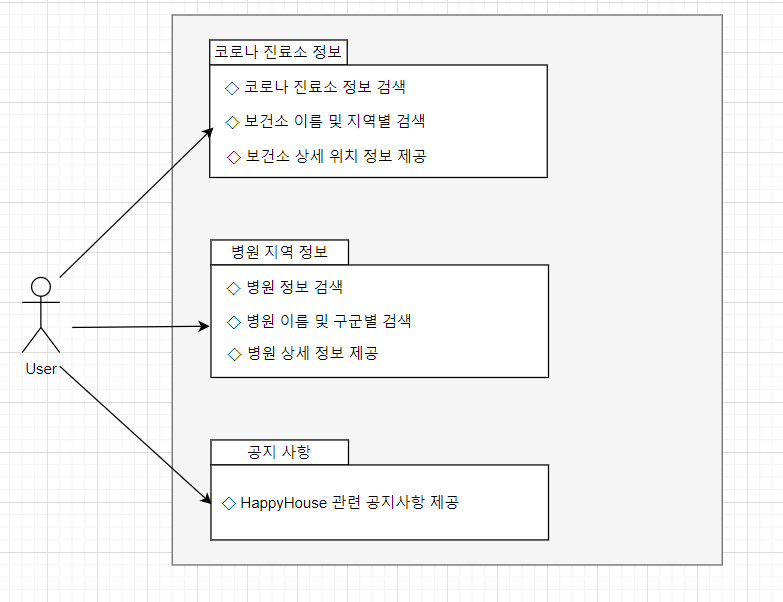 코로나 진료소 정보
◇ 코로나 진료소 정보 검색
◇ 보건소 이름 및 지역별 검색
◇ 보건소 상세 위치 정보 제공
병원 지역 정보
◇ 병원 정보 검색
◇ 병원 이름 및 구군별 검색
◇ 병원 상세 정보 제공
User
공지 사항
◇ HappyHouse 관련 공지사항 제공